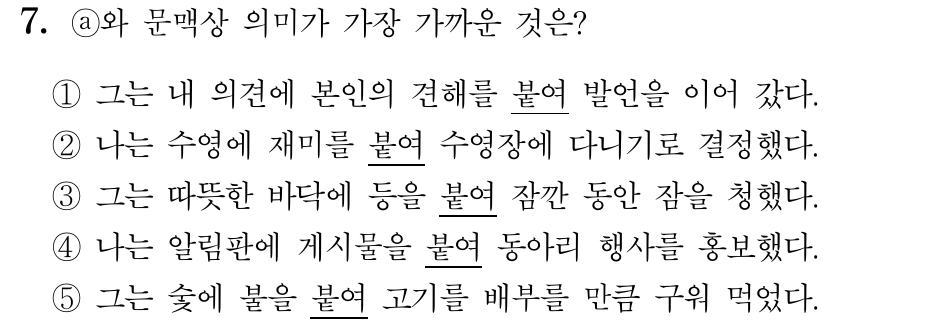 7. ⓐ와 문맥상 의미가 가장 가까운 것은?
① 그는 내 의견에 본인의 견해를 붙여 발언을 이어 갔다.
② 나는 수영에 재미를 붙여 수영장에 다니기로 결정했다.
③ 그는 따뜻한 바닥에 등을 붙여 잠깐 동안 잠을 청했다.
④ 나는 알림판에 게시물을 붙여 동아리 행사를 홍보했다.
⑤ 그는 숯에 불을 붙여 고기를 배부를 만큼 구워 먹었다.